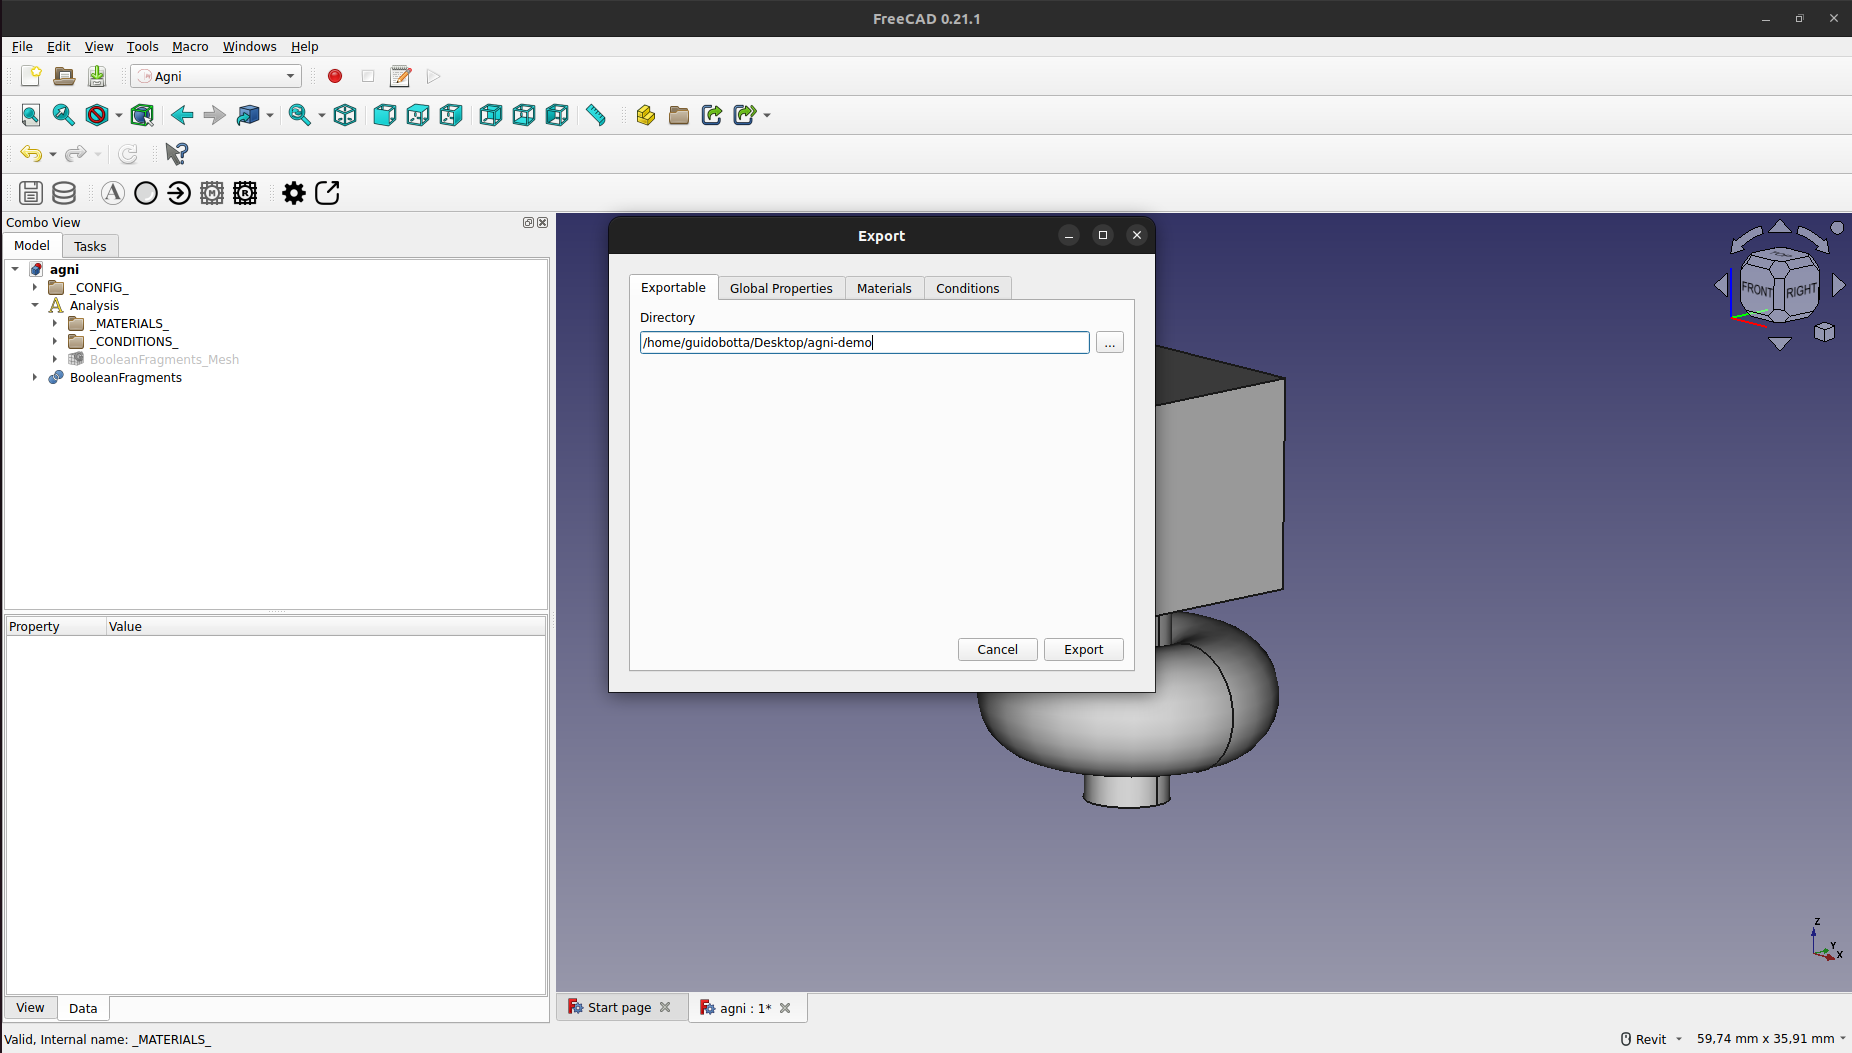 FreeCAD 0.21.1
File Edit View Tools Macro Windows Help
Agni
Combo View
Model Tasks
agni
_CONFIG_
Analysis
_MATERIALS_
_CONDITIONS_
BooleanFragments_Mesh
BooleanFragments
Property Value
View Data
Export
Exportable Global Properties Materials Conditions
Directory
/home/guidobotta/Desktop/agni-demo
...
Cancel Export
TOP
FRONT RIGHT
Z
Y
X
Start page agni : 1*
Valid, Internal name: _MATERIALS_
Revit 59,74 mm x 35,91 mm